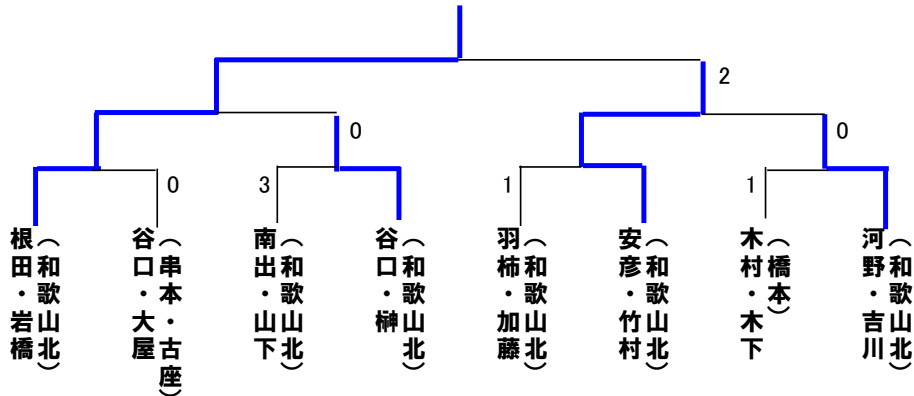 2
0
0
0
3
1
1
根田・岩橋
(和歌山北)
谷口・大屋
(串本・古座)
南出・山下
(和歌山北)
谷口・榊
(和歌山北)
羽柿・加藤
(和歌山北)
安彦・竹村
(和歌山北)
木村・木下
(橋本)
河野・吉川
(和歌山北)